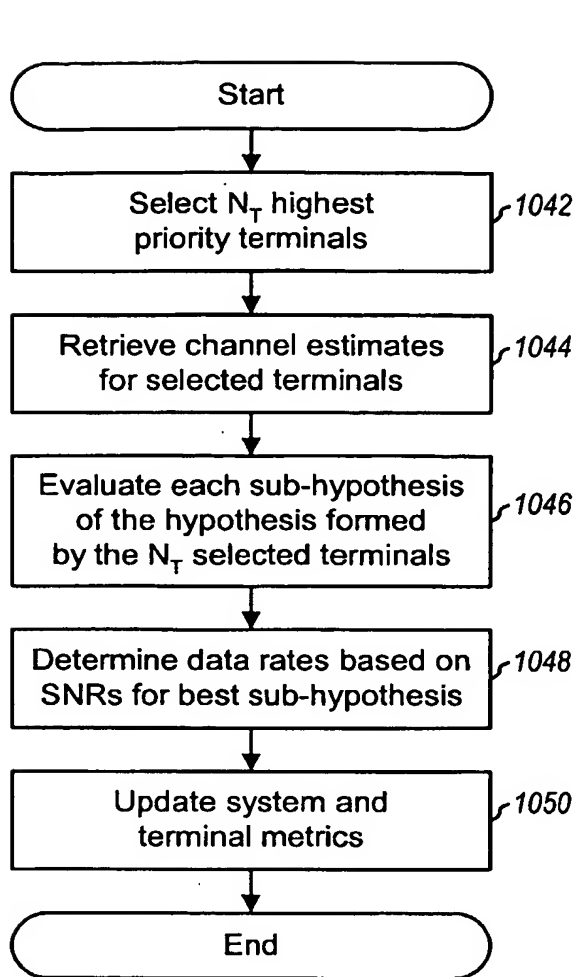 Start
Select N_T highest
priority terminals
1042
Retrieve channel estimates
for selected terminals
1044
Evaluate each sub-hypothesis
of the hypothesis formed
by the N_T selected terminals
1046
Determine data rates based on
SNRs for best sub-hypothesis
1048
Update system and
terminal metrics
1050
End